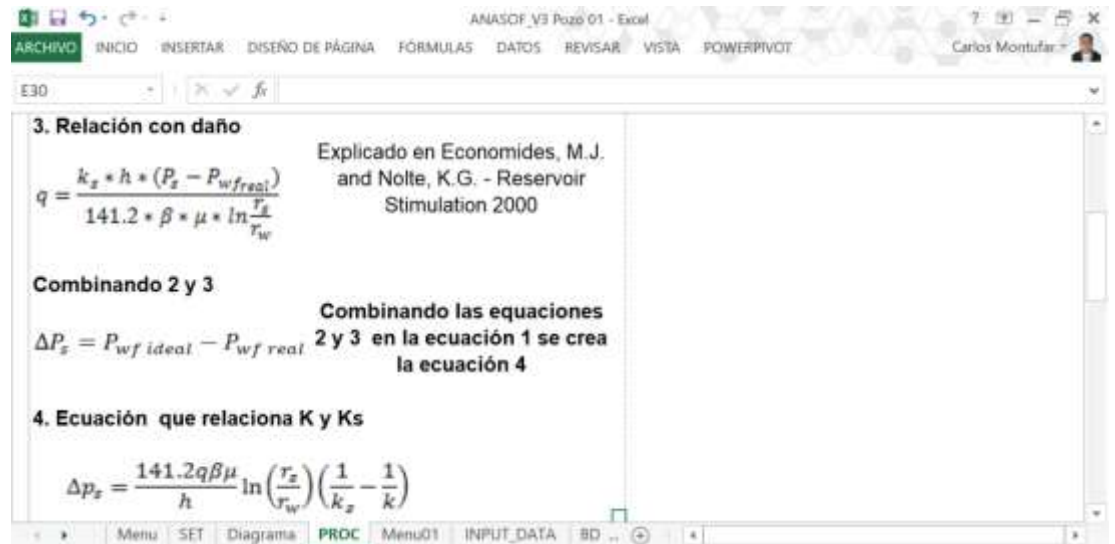 ANASOF_V3 Pozo 01 - Excel
ARCHIVO INICIO INSERTAR DISEÑO DE PÁGINA FÓRMULAS DATOS REVISAR VISTA POWERPIVOT Carlos Montufar
E30 fx
3. Relación con daño
Explicado en Economides, M.J.
and Nolte, K.G. - Reservoir
Stimulation 2000
q = k_s * h * (P_s − P_wf real) / 141.2 * β * μ * ln r_s / r_w
Combinando 2 y 3
Combinando las equaciones
2 y 3 en la ecuación 1 se crea
la ecuación 4
ΔP_s = P_wf ideal − P_wf real
4. Ecuación que relaciona K y Ks
Δp_s = 141.2qβμ / h ln(r_s / r_w)(1 / k_s − 1 / k)
Menu SET Diagrama PROC Menu01 INPUT_DATA BD ...